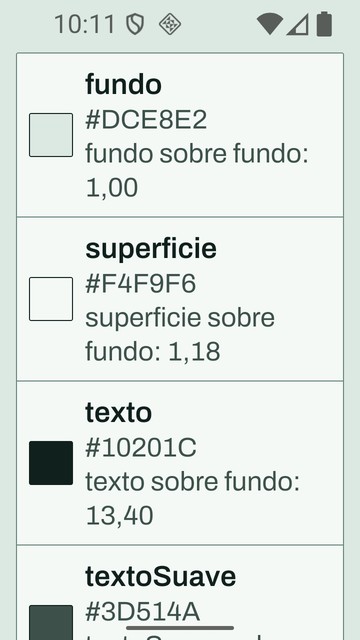 10:11
fundo
#DCE8E2
fundo sobre fundo:
1,00
superficie
#F4F9F6
superficie sobre
fundo: 1,18
texto
#10201C
texto sobre fundo:
13,40
textoSuave
#3D514A